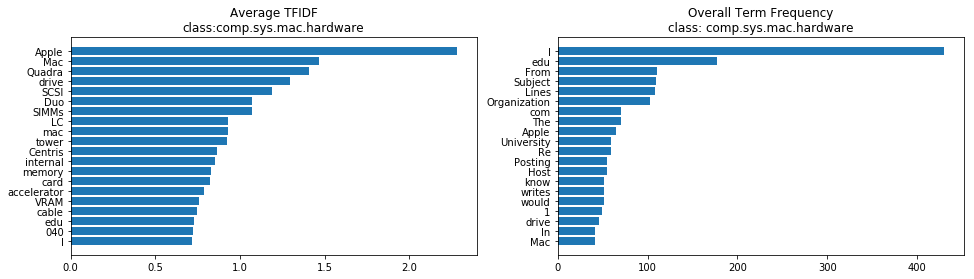 Average TFIDF
class:comp.sys.mac.hardware
Apple
Mac
Quadra
drive
SCSI
Duo
SIMMs
LC
mac
tower
Centris
internal
memory
card
accelerator
VRAM
cable
edu
040
I
0.0 0.5 1.0 1.5 2.0
Overall Term Frequency
class: comp.sys.mac.hardware
I
edu
From
Subject
Lines
Organization
com
The
Apple
University
Re
Posting
Host
know
writes
would
1
drive
In
Mac
0 100 200 300 400